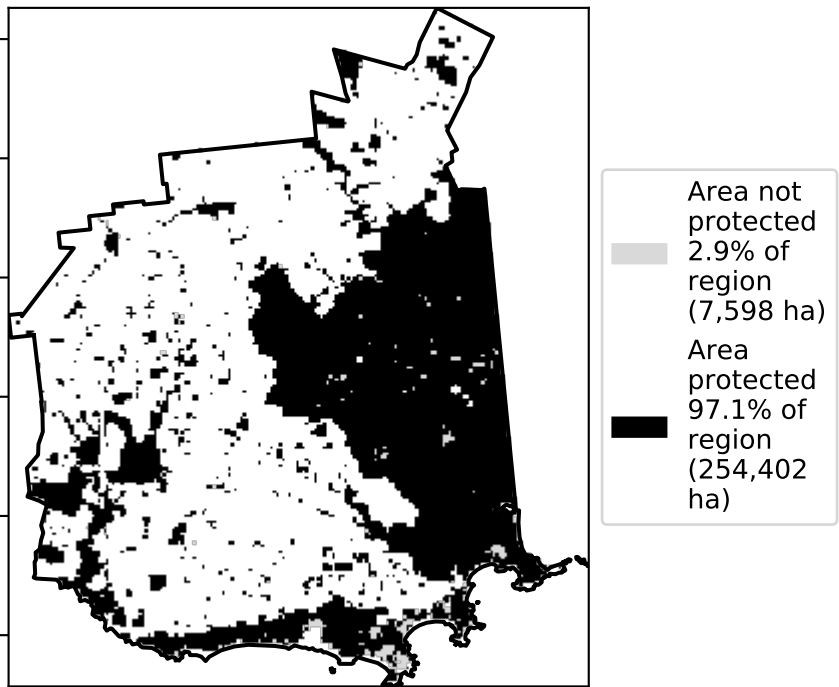 Area not
protected
2.9% of
region
(7,598 ha)
Area
protected
97.1% of
region
(254,402
ha)